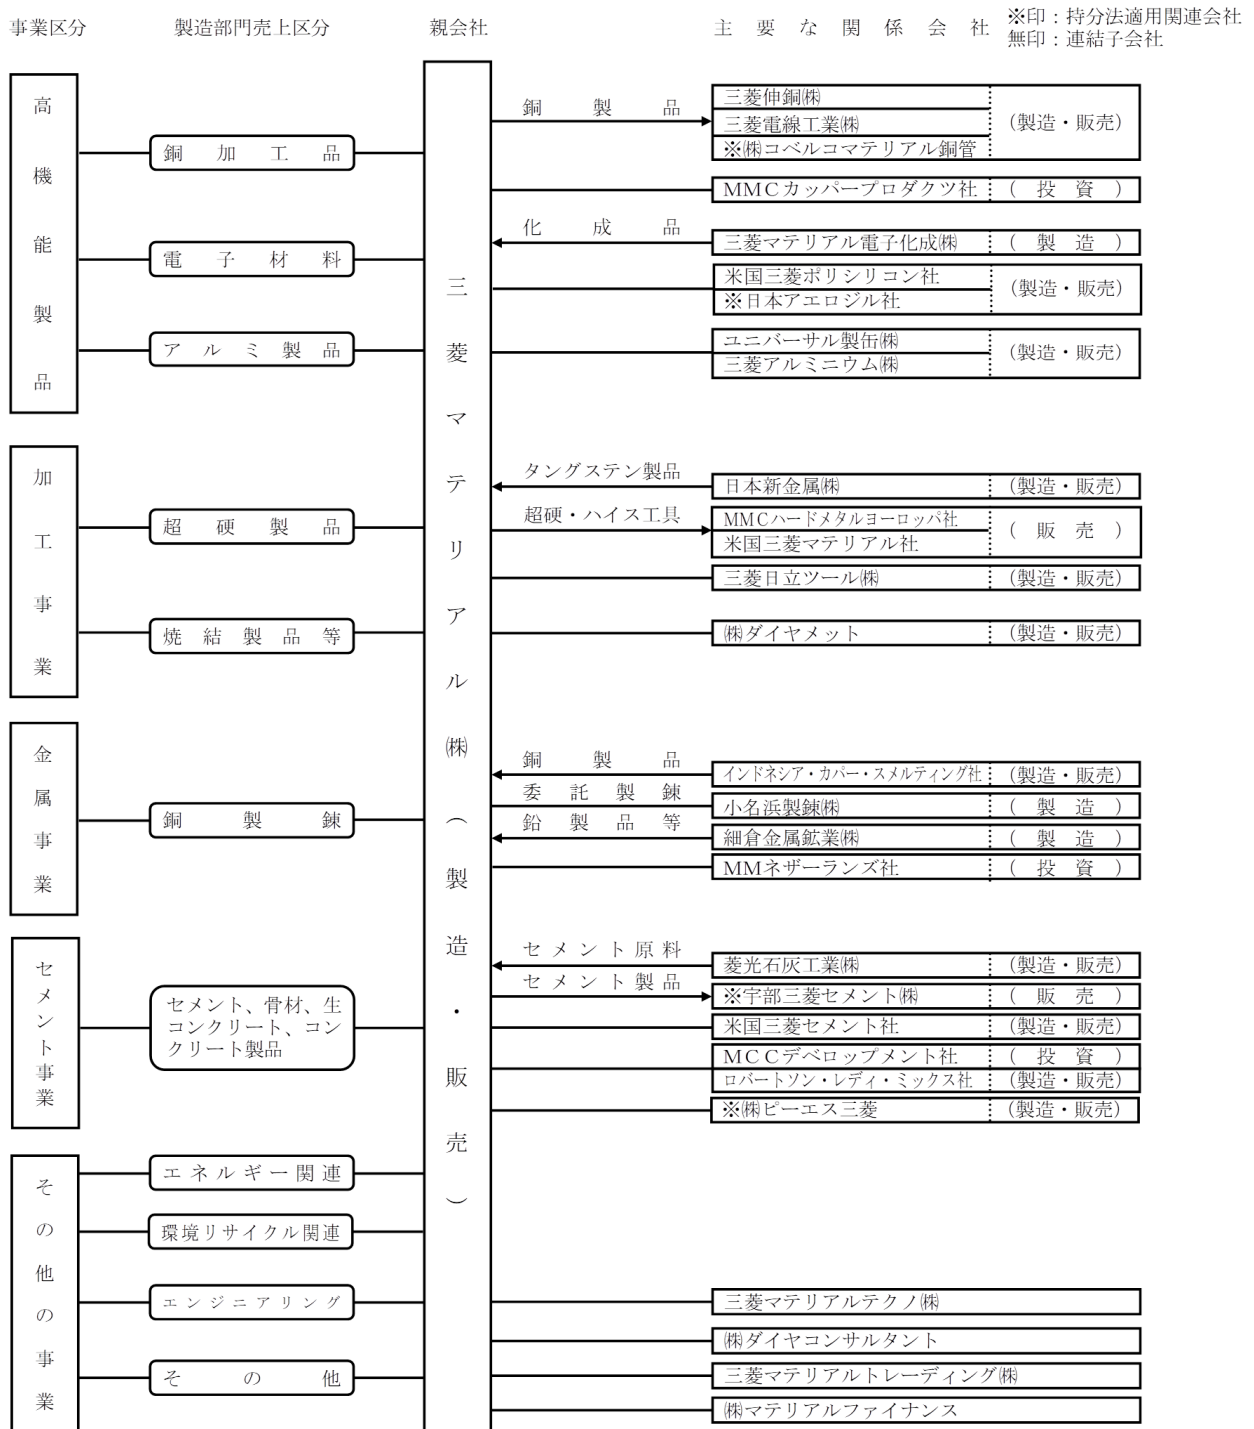 事業区分 製造部門売上区分 親会社 主要な関係会社
※印：持分法適用関連会社
無印：連結子会社
高機能製品
銅加工品
電子材料
アルミ製品
加工事業
超硬製品
焼結製品等
金属事業
銅製錬
セメント事業
セメント、骨材、生
コンクリート、コン
クリート製品
その他の事業
エネルギー関連
環境リサイクル関連
エンジニアリング
その他
三菱マテリアル㈱（製造・販売）
銅製品
三菱伸銅㈱
三菱電線工業㈱
※㈱コベルコマテリアル銅管
（製造・販売）
MMCカッパープロダクツ社 （投資）
化成品
三菱マテリアル電子化成㈱ （製造）
米国三菱ポリシリコン社
※日本アエロジル社
（製造・販売）
ユニバーサル製缶㈱
三菱アルミニウム㈱
（製造・販売）
タングステン製品
日本新金属㈱ （製造・販売）
超硬・ハイス工具
MMCハードメタルヨーロッパ社
米国三菱マテリアル社
（販売）
三菱日立ツール㈱ （製造・販売）
㈱ダイヤメット （製造・販売）
銅製品
インドネシア・カパー・スメルティング社 （製造・販売）
委託製錬
小名浜製錬㈱ （製造）
鉛製品等
細倉金属鉱業㈱ （製造）
MMネザーランズ社 （投資）
セメント原料
菱光石灰工業㈱ （製造・販売）
セメント製品
※宇部三菱セメント㈱ （販売）
米国三菱セメント社 （製造・販売）
MCCデベロップメント社 （投資）
ロバートソン・レディ・ミックス社 （製造・販売）
※㈱ピーエス三菱 （製造・販売）
三菱マテリアルテクノ㈱
㈱ダイヤコンサルタント
三菱マテリアルトレーディング㈱
㈱マテリアルファイナンス